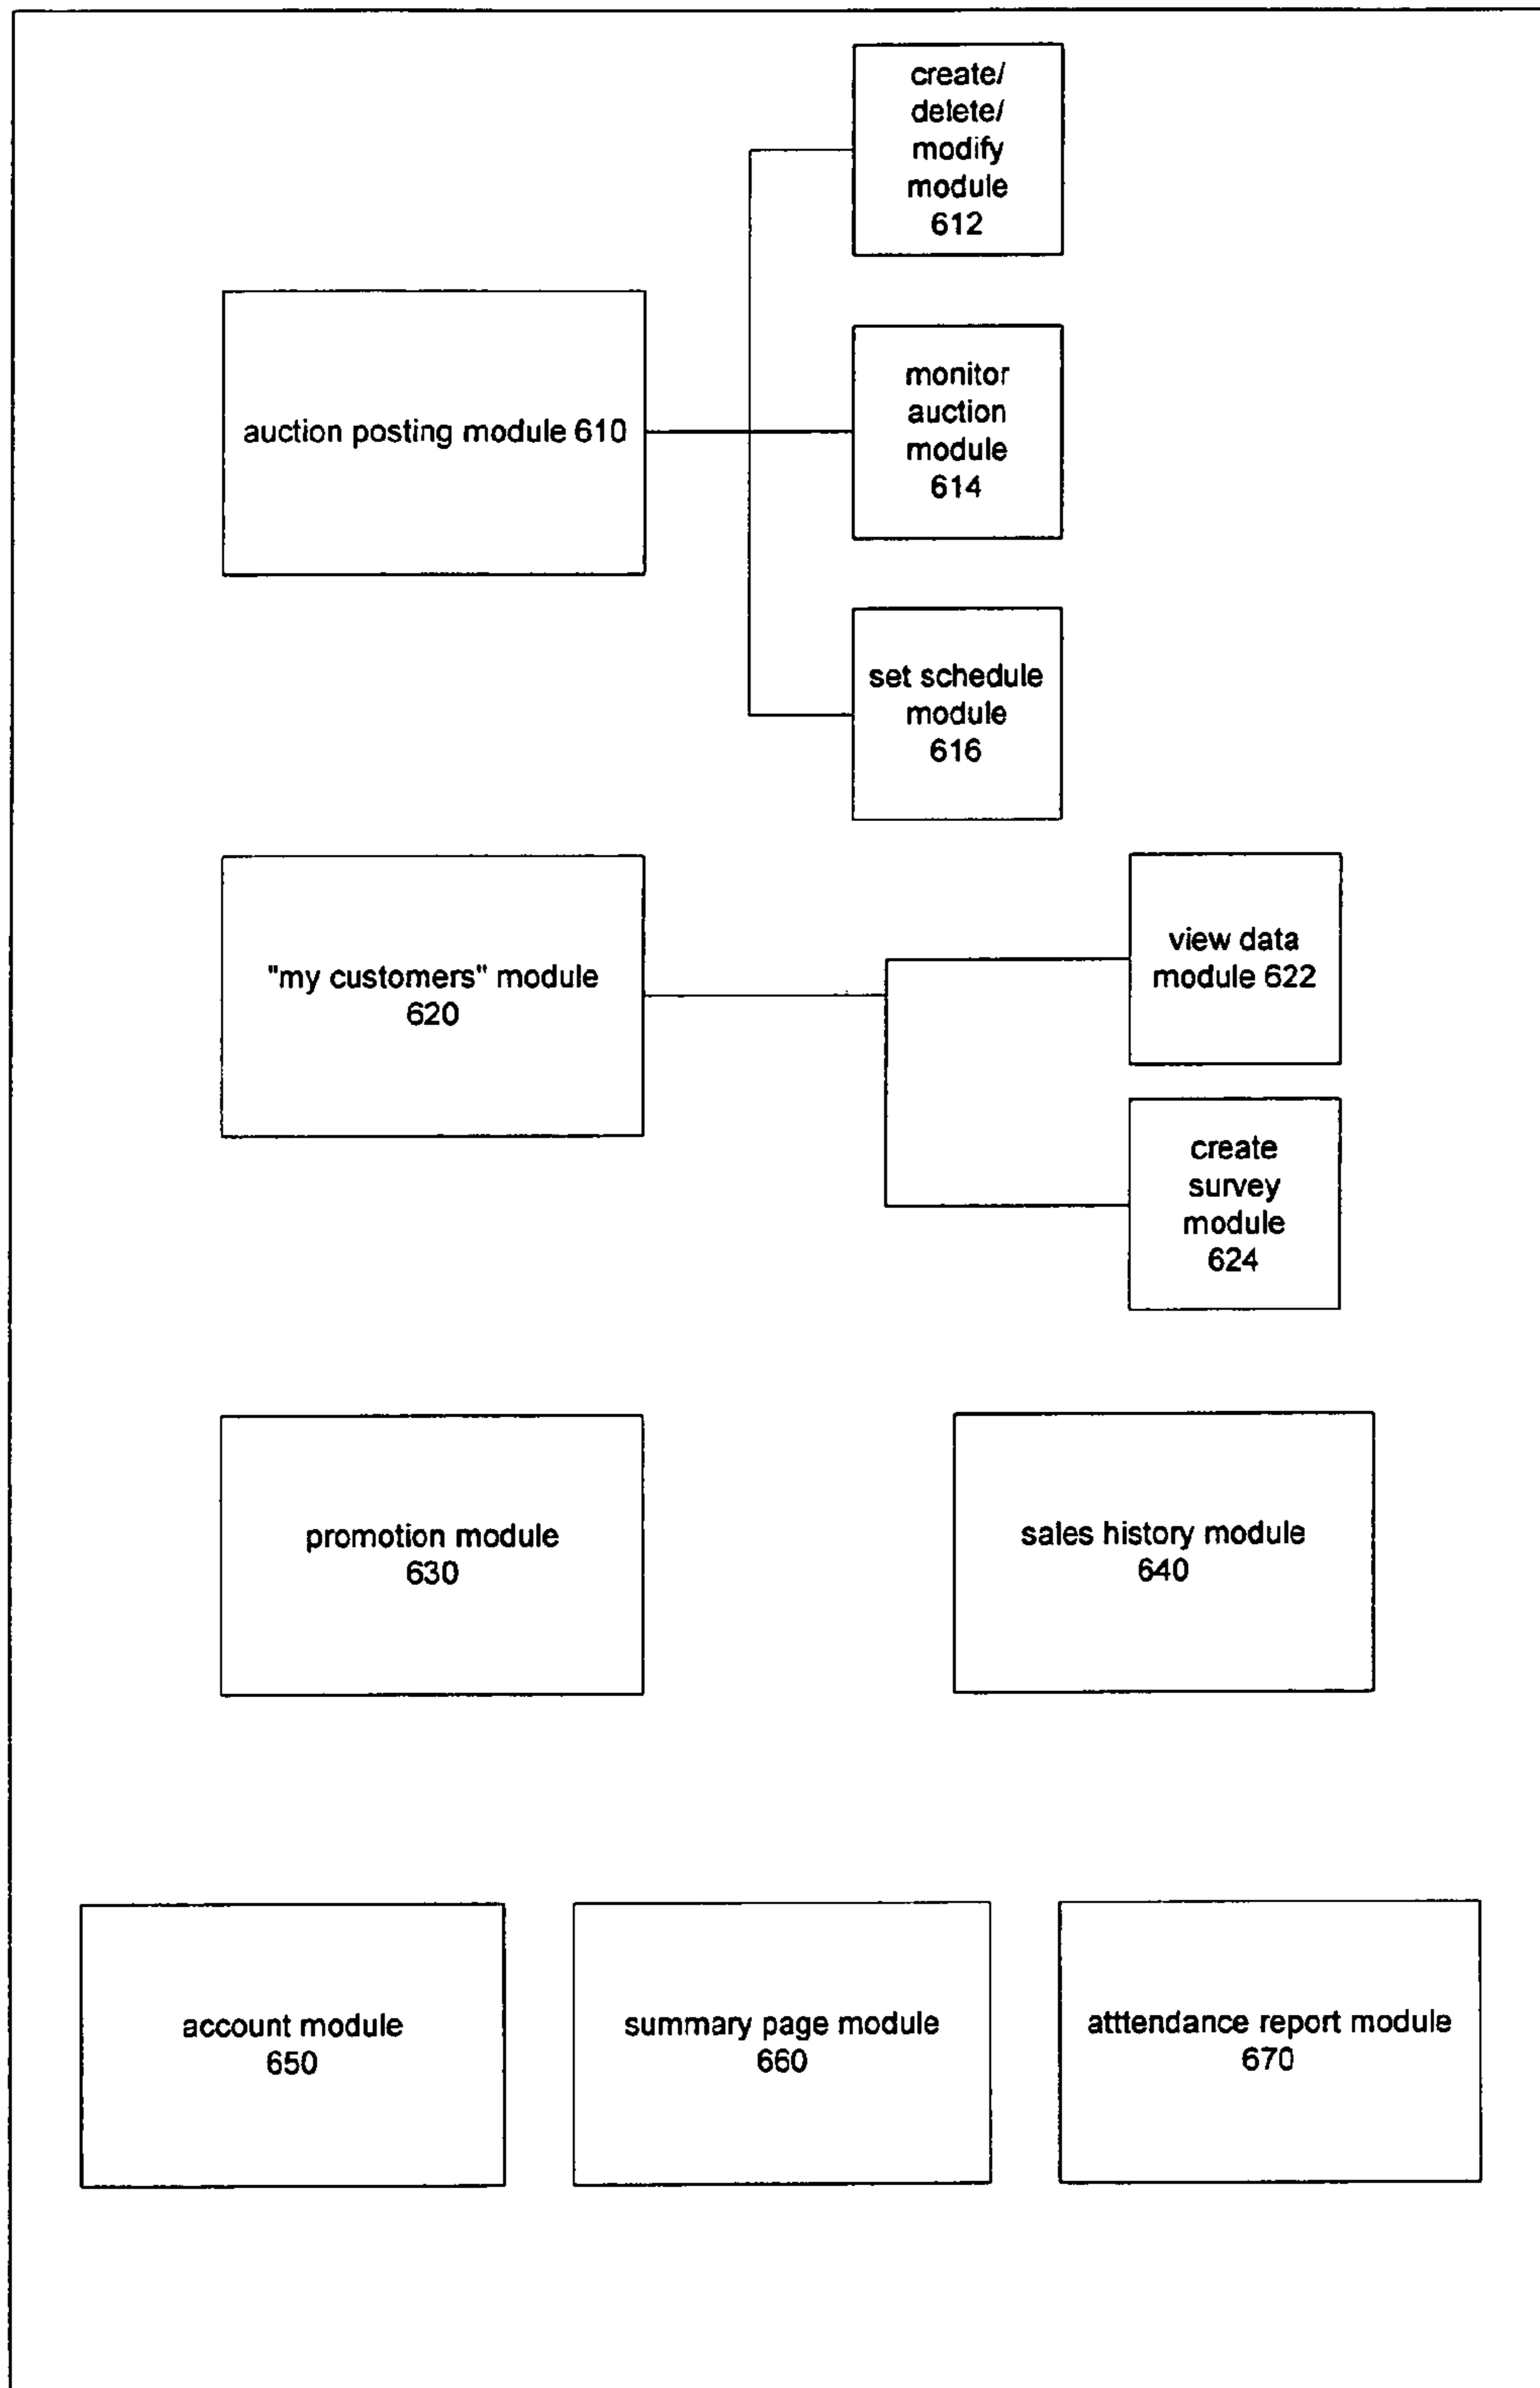 create/
delete/
modify
module
612
auction posting module 610
monitor
auction
module
614
set schedule
module
616
"my customers" module
620
view data
module 622
create
survey
module
624
promotion module
630
sales history module
640
account module
650
summary page module
660
atttendance report module
670